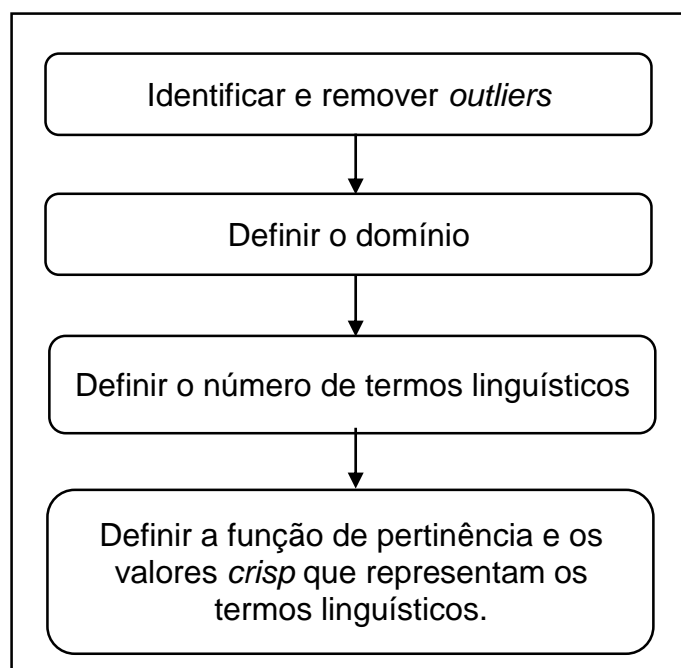 Identificar e remover outliers
Definir o domínio
Definir o número de termos linguísticos
Definir a função de pertinência e os
valores crisp que representam os
termos linguísticos.